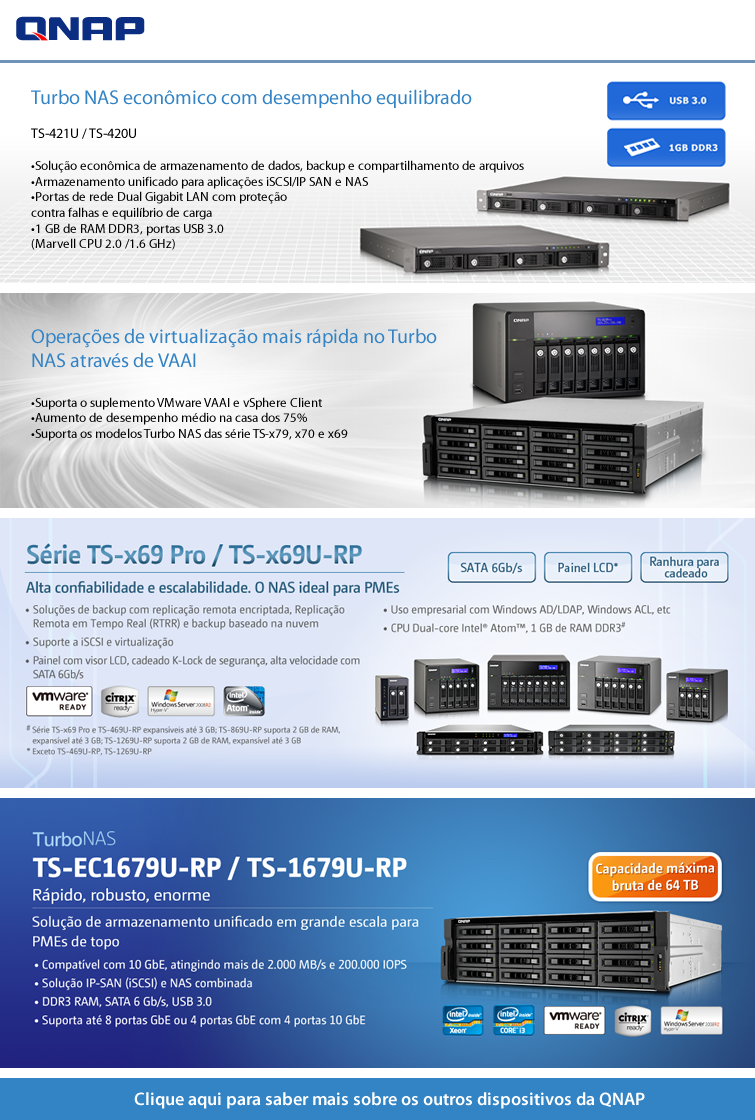 QNAP
Turbo NAS econômico com desempenho equilibrado
USB 3.0
1GB DDR3
TS-421U / TS-420U
•Solução econômica de armazenamento de dados, backup e compartilhamento de arquivos
•Armazenamento unificado para aplicações iSCSI/IP SAN e NAS
•Portas de rede Dual Gigabit LAN com proteção
contra falhas e equilíbrio de carga
•1 GB de RAM DDR3, portas USB 3.0
(Marvell CPU 2.0 /1.6 GHz)
Operações de virtualização mais rápida no Turbo
NAS através de VAAI
•Suporta o suplemento VMware VAAI e vSphere Client
•Aumento de desempenho médio na casa dos 75%
•Suporta os modelos Turbo NAS das série TS-x79, x70 e x69
QNAP
QNAP
Série TS-x69 Pro / TS-x69U-RP
SATA 6Gb/s
Painel LCD*
Ranhura para
cadeado
Alta confiabilidade e escalabilidade. O NAS ideal para PMEs
• Soluções de backup com replicação remota encriptada, Replicação
Remota em Tempo Real (RTRR) e backup baseado na nuvem
• Suporte a iSCSI e virtualização
• Painel com visor LCD, cadeado K-Lock de segurança, alta velocidade com
SATA 6Gb/s
• Uso empresarial com Windows AD/LDAP, Windows ACL, etc
• CPU Dual-core Intel® Atom™, 1 GB de RAM DDR3#
vmware®
READY
CITRIX®
ready
Windows Server 2008 R2
Hyper-V
intel inside
Atom
# Série TS-x69 Pro e TS-469U-RP expansíveis até 3 GB; TS-869U-RP suporta 2 GB de RAM,
expansível até 3 GB; TS-1269U-RP suporta 2 GB de RAM, expansível até 3 GB
* Exceto TS-469U-RP, TS-1269U-RP
TurboNAS
TS-EC1679U-RP / TS-1679U-RP
Rápido, robusto, enorme
Capacidade máxima
bruta de 64 TB
Solução de armazenamento unificado em grande escala para
PMEs de topo
• Compatível com 10 GbE, atingindo mais de 2.000 MB/s e 200.000 IOPS
• Solução IP-SAN (iSCSI) e NAS combinada
• DDR3 RAM, SATA 6 Gb/s, USB 3.0
• Suporta até 8 portas GbE ou 4 portas GbE com 4 portas 10 GbE
QNAP
intel inside
Xeon
intel inside
CORE i3
vmware®
READY
CITRIX®
ready
Windows Server 2008 R2
Hyper-V
Clique aqui para saber mais sobre os outros dispositivos da QNAP